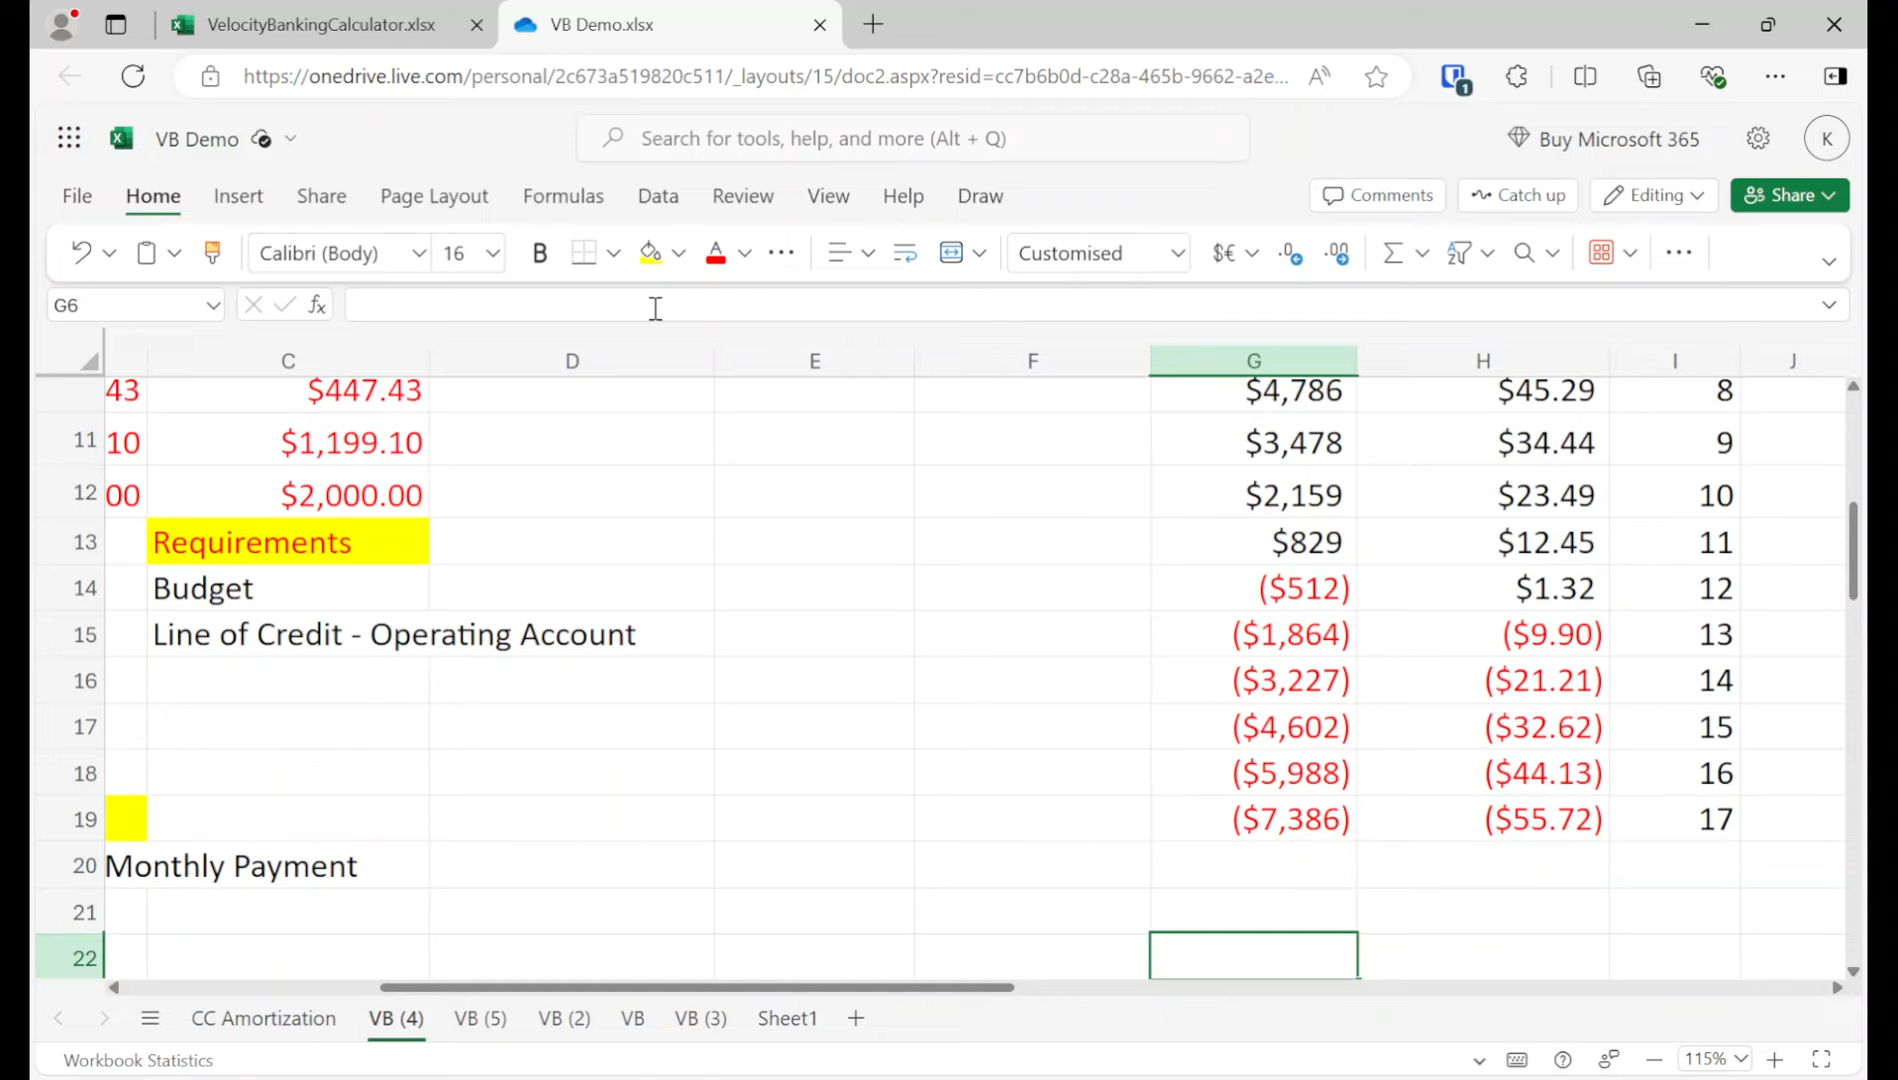 VelocityBankingCalculator.xlsx
VB Demo.xlsx
https://onedrive.live.com/personal/2c673a519820c511/_layouts/15/doc2.aspx?resid=cc7b6b0d-c28a-465b-9662-a2e...
1
VB Demo
Search for tools, help, and more (Alt + Q)
Buy Microsoft 365
K
File Home Insert Share Page Layout Formulas Data Review View Help Draw
Comments Catch up Editing Share
Calibri (Body) 16 B A Customised $€
G6 fx
C D E F G H I J
43 $447.43 $4,786 $45.29 8
11 10 $1,199.10 $3,478 $34.44 9
12 00 $2,000.00 $2,159 $23.49 10
13 Requirements $829 $12.45 11
14 Budget ($512) $1.32 12
15 Line of Credit - Operating Account ($1,864) ($9.90) 13
16 ($3,227) ($21.21) 14
17 ($4,602) ($32.62) 15
18 ($5,988) ($44.13) 16
19 ($7,386) ($55.72) 17
20 Monthly Payment
21
22
CC Amortization VB (4) VB (5) VB (2) VB VB (3) Sheet1
Workbook Statistics
115%